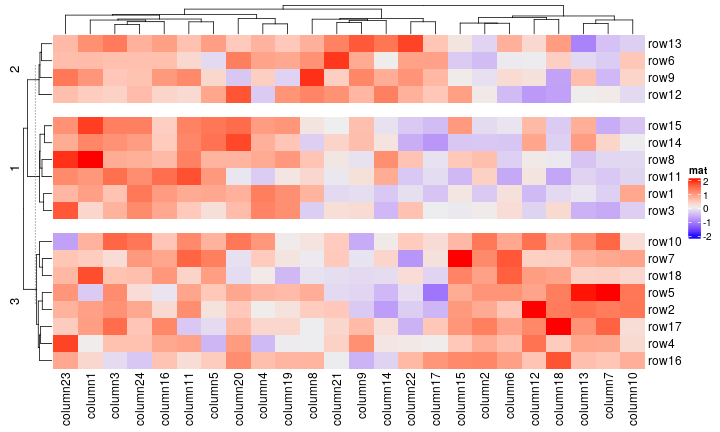 2
row13
row6
row9
row12
1
row15
row14
row8
row11
row1
row3
3
row10
row7
row18
row5
row2
row17
row4
row16
mat
2
1
0
-1
-2
column23
column1
column3
column24
column16
column11
column5
column20
column4
column19
column8
column21
column9
column14
column22
column17
column15
column2
column6
column12
column18
column13
column7
column10